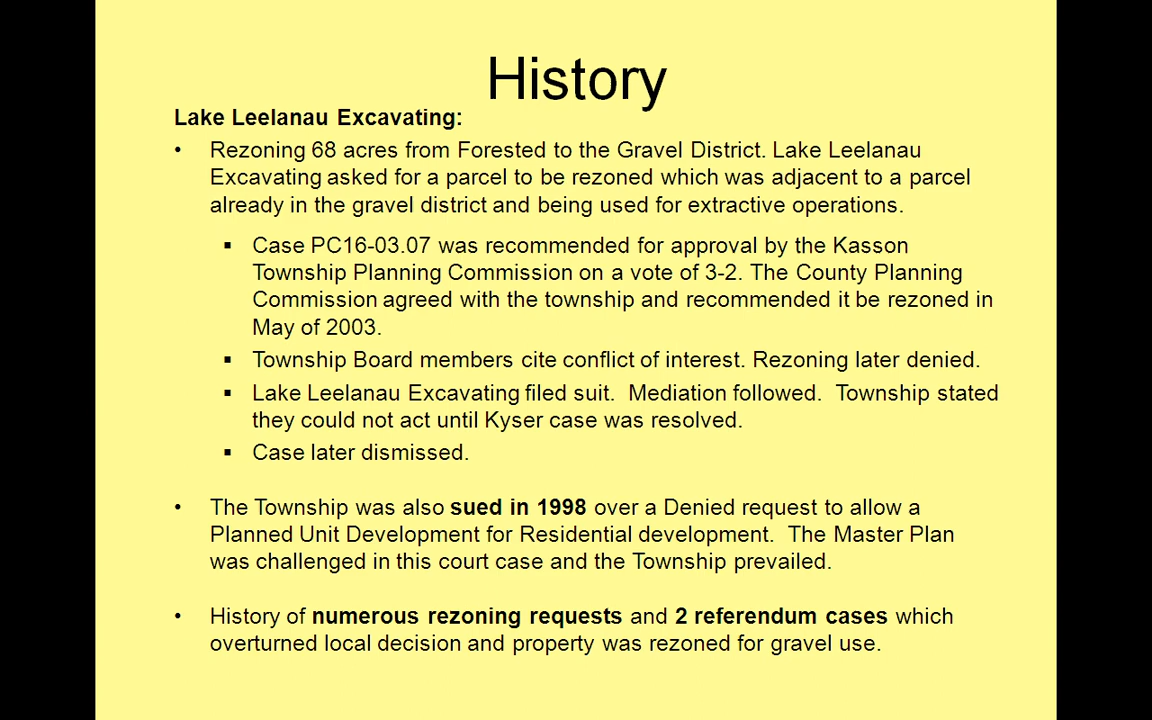 History
Lake Leelanau Excavating:
• Rezoning 68 acres from Forested to the Gravel District. Lake Leelanau
Excavating asked for a parcel to be rezoned which was adjacent to a parcel
already in the gravel district and being used for extractive operations.
▪ Case PC16-03.07 was recommended for approval by the Kasson
Township Planning Commission on a vote of 3-2. The County Planning
Commission agreed with the township and recommended it be rezoned in
May of 2003.
▪ Township Board members cite conflict of interest. Rezoning later denied.
▪ Lake Leelanau Excavating filed suit.  Mediation followed.  Township stated
they could not act until Kyser case was resolved.
▪ Case later dismissed.
• The Township was also sued in 1998 over a Denied request to allow a
Planned Unit Development for Residential development.  The Master Plan
was challenged in this court case and the Township prevailed.
• History of numerous rezoning requests and 2 referendum cases which
overturned local decision and property was rezoned for gravel use.